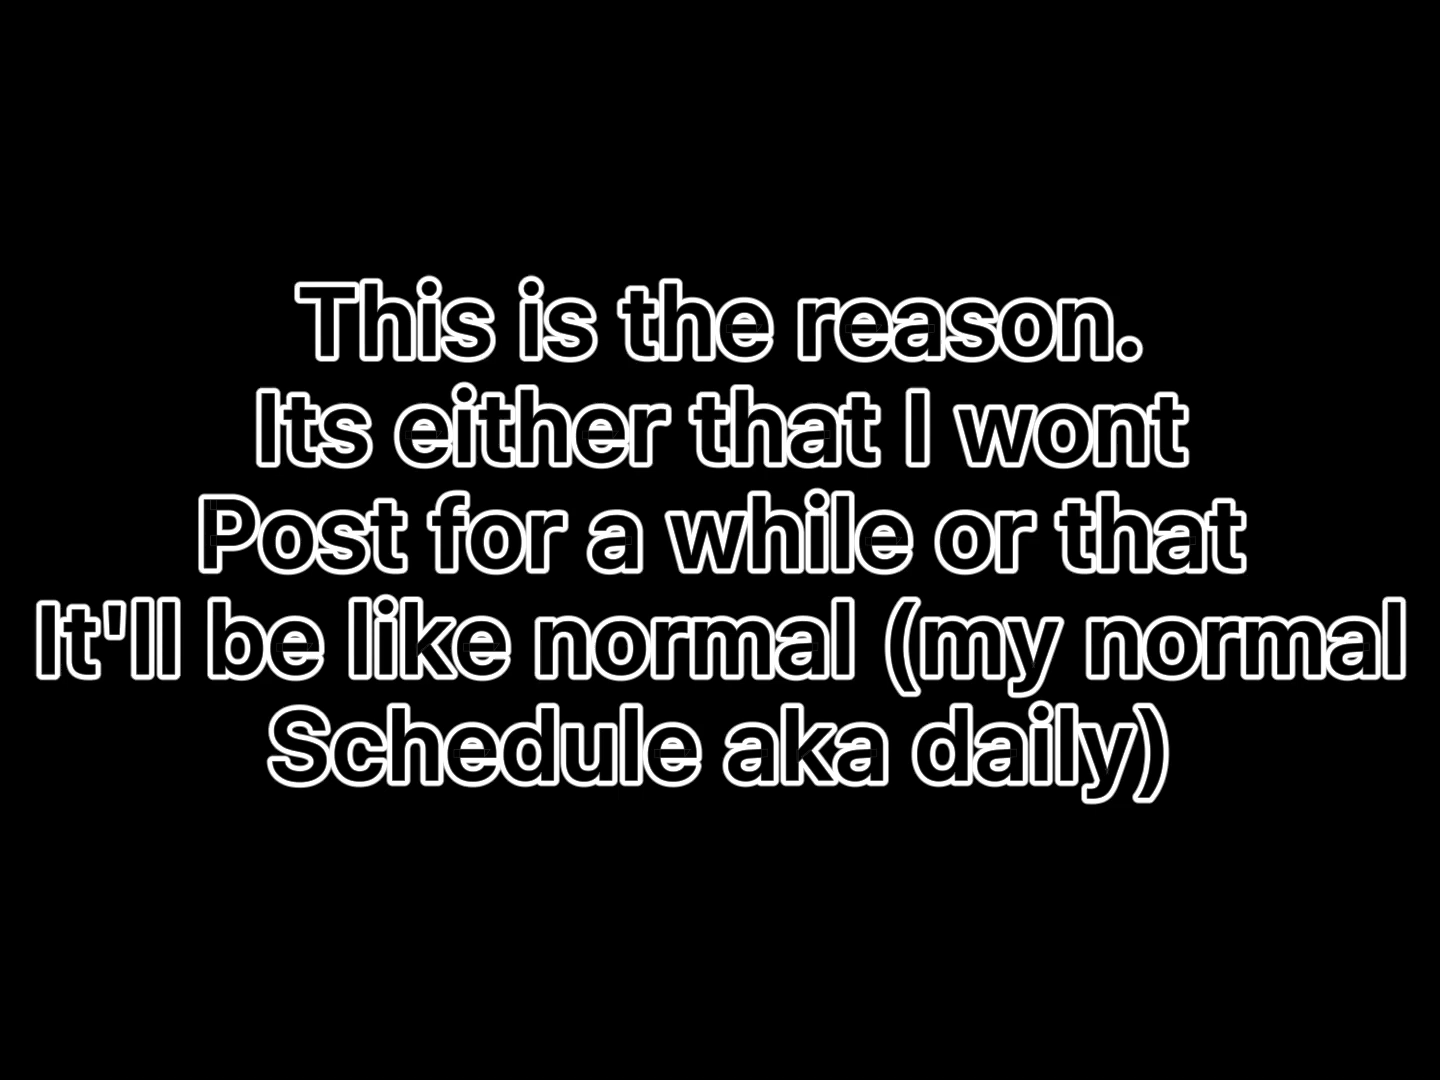 This is the reason.
Its either that I wont
Post for a while or that
It'll be like normal (my normal
Schedule aka daily)